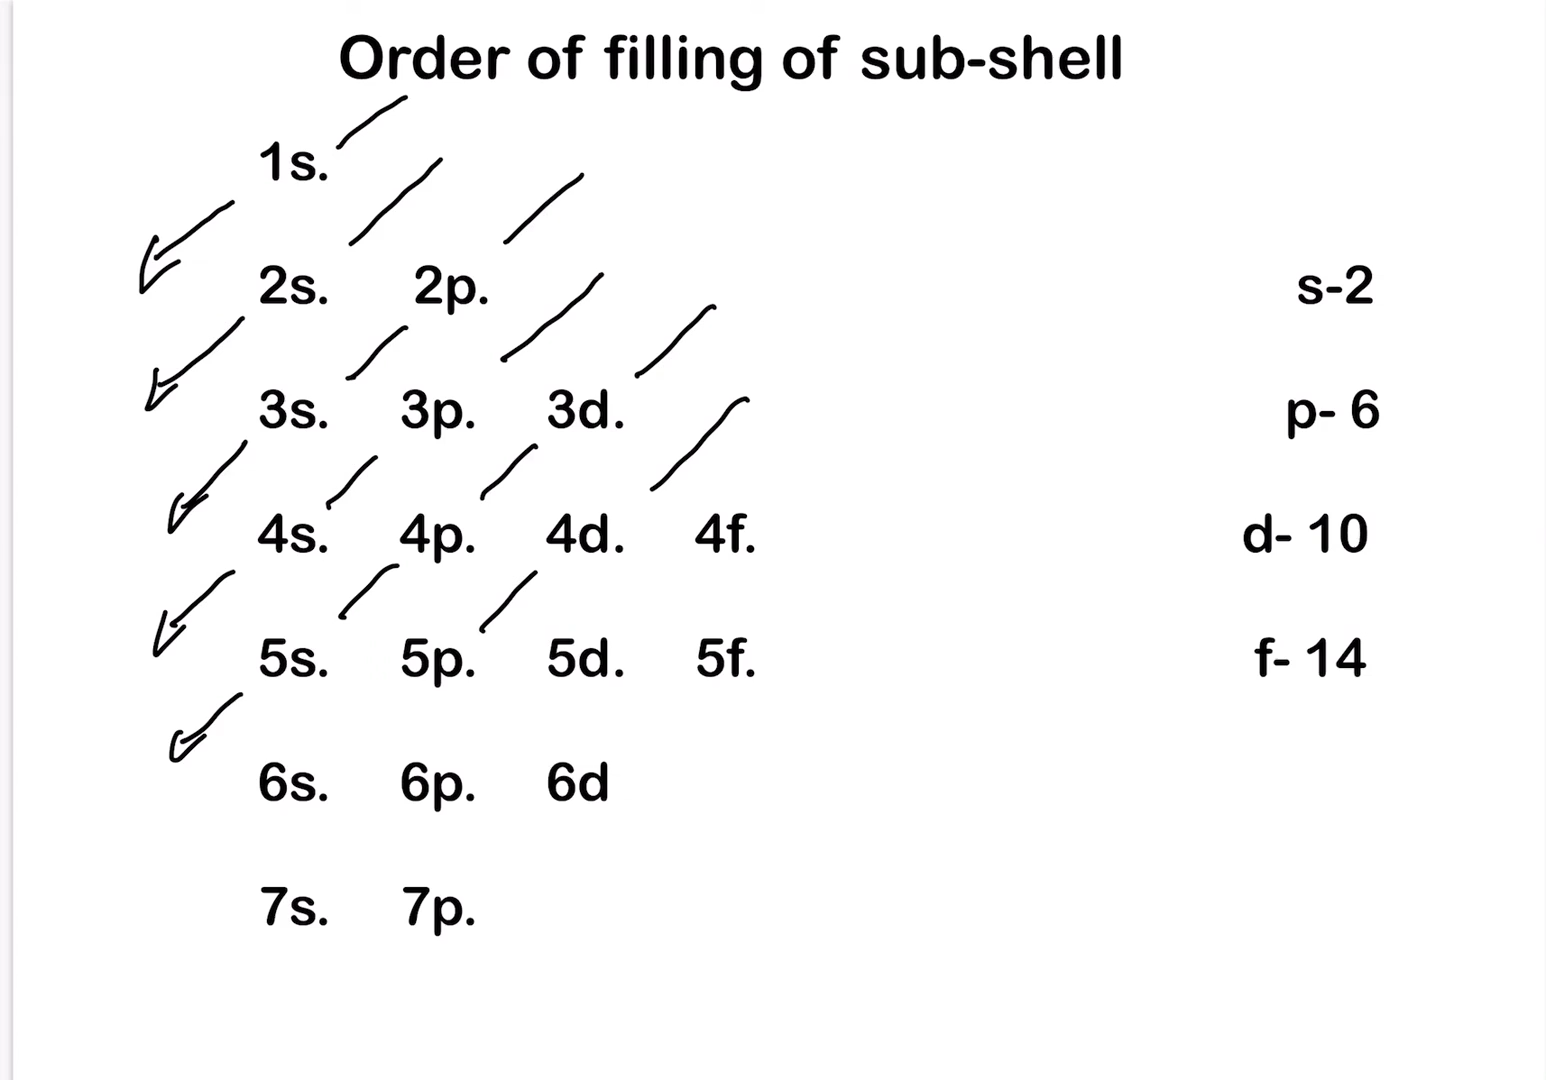 Order of filling of sub-shell
1s.
2s. 2p. s-2
3s. 3p. 3d. p- 6
4s. 4p. 4d. 4f. d- 10
5s. 5p. 5d. 5f. f- 14
6s. 6p. 6d
7s. 7p.